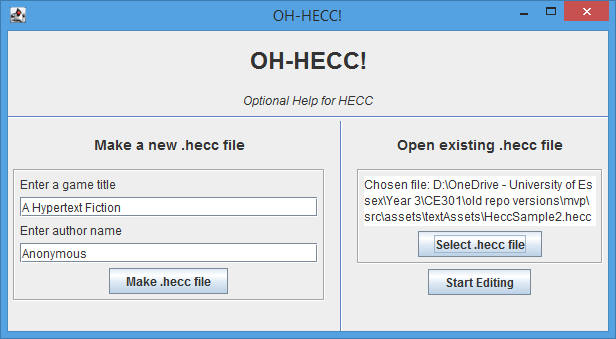 OH-HECC!
OH-HECC!
Optional Help for HECC
Make a new .hecc file
Enter a game title
A Hypertext Fiction
Enter author name
Anonymous
Make .hecc file
Open existing .hecc file
Chosen file: D:\OneDrive - University of Es
sex\Year 3\CE301\old repo versions\mvp\
src\assets\textAssets\HeccSample2.hecc
Select .hecc file
Start Editing